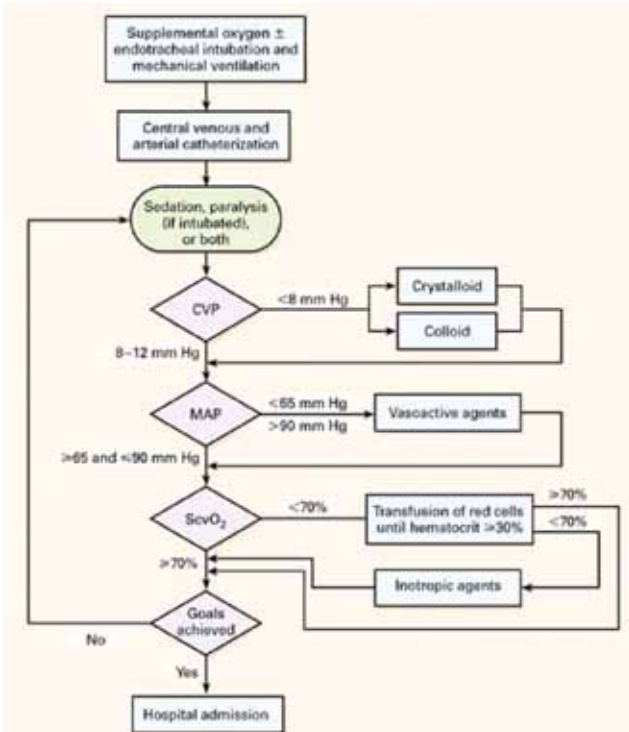 Supplemental oxygen ±
endotracheal intubation and
mechanical ventilation
Central venous and
arterial catheterization
Sedation, paralysis
(if intubated),
or both
CVP
<8 mm Hg
Crystalloid
Colloid
8–12 mm Hg
MAP
<65 mm Hg
>90 mm Hg
Vasoactive agents
≥65 and ≤90 mm Hg
ScvO₂
<70%
Transfusion of red cells
until hematocrit ≥30%
≥70%
<70%
≥70%
Inotropic agents
Goals
achieved
No
Yes
Hospital admission